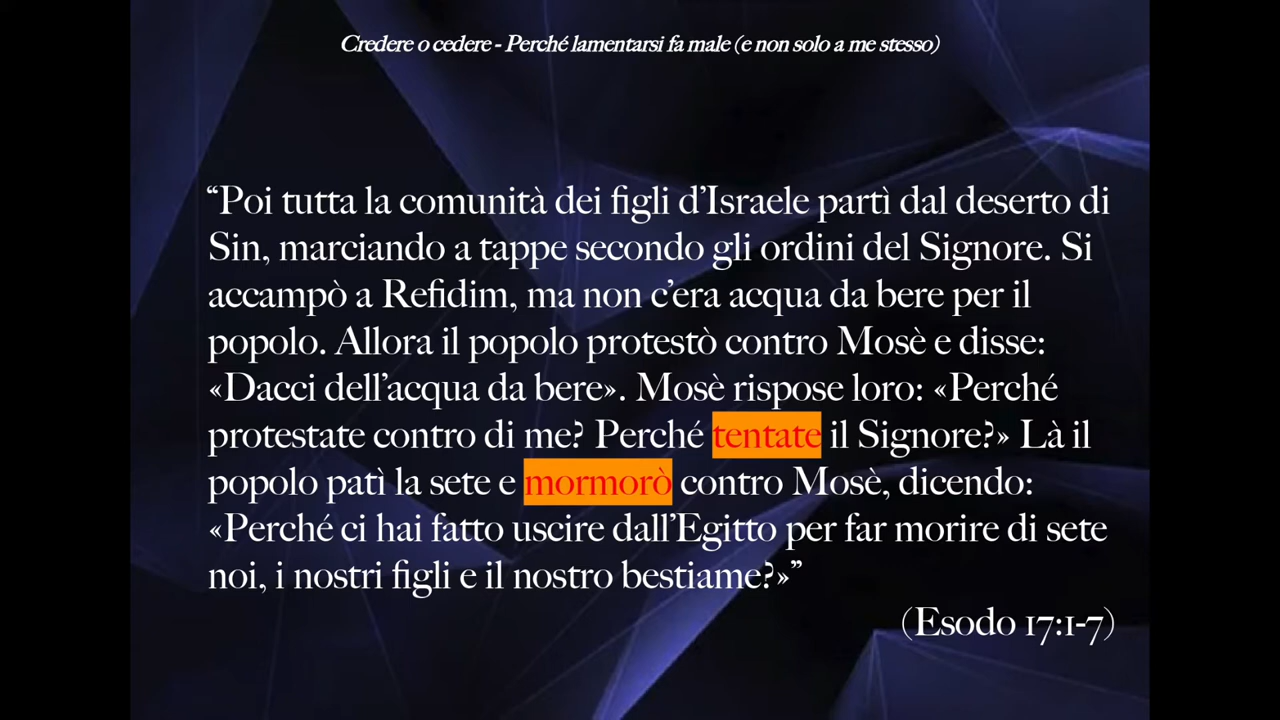 Credere o cedere - Perché lamentarsi fa male (e non solo a me stesso)
“Poi tutta la comunità dei figli d’Israele partì dal deserto di
Sin, marciando a tappe secondo gli ordini del Signore. Si
accampò a Refidim, ma non c’era acqua da bere per il
popolo. Allora il popolo protestò contro Mosè e disse:
«Dacci dell’acqua da bere». Mosè rispose loro: «Perché
protestate contro di me? Perché tentate il Signore?» Là il
popolo patì la sete e mormorò contro Mosè, dicendo:
«Perché ci hai fatto uscire dall’Egitto per far morire di sete
noi, i nostri figli e il nostro bestiame?»”
(Esodo 17:1-7)